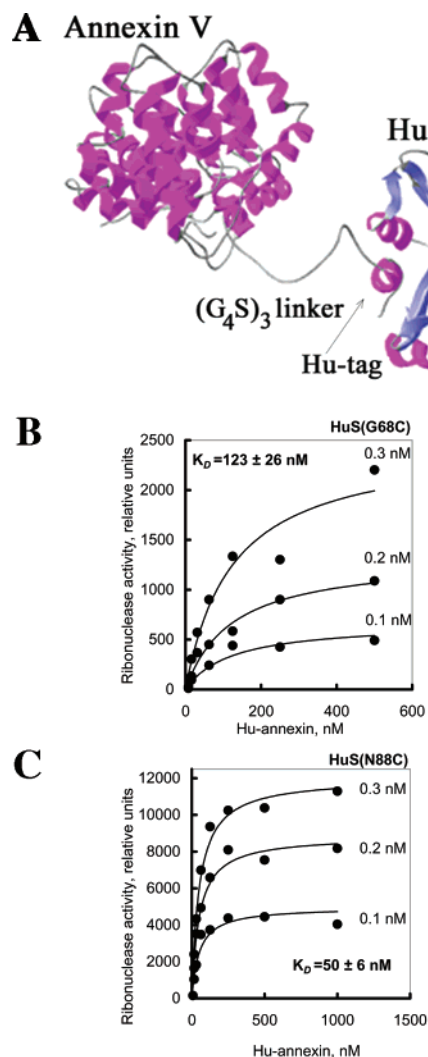 A
Annexin V
Hu
(G4S)3 linker
Hu-tag
B
HuS(G68C)
KD =123 ± 26 nM
Ribonuclease activity, relative units
2500
2000
1500
1000
500
0
0.3 nM
0.2 nM
0.1 nM
0 200 400 600
Hu-annexin, nM
C
HuS(N88C)
Ribonuclease activity, relative units
12000
10000
8000
6000
4000
2000
0
0.3 nM
0.2 nM
0.1 nM
KD =50 ± 6 nM
0 500 1000 1500
Hu-annexin, nM